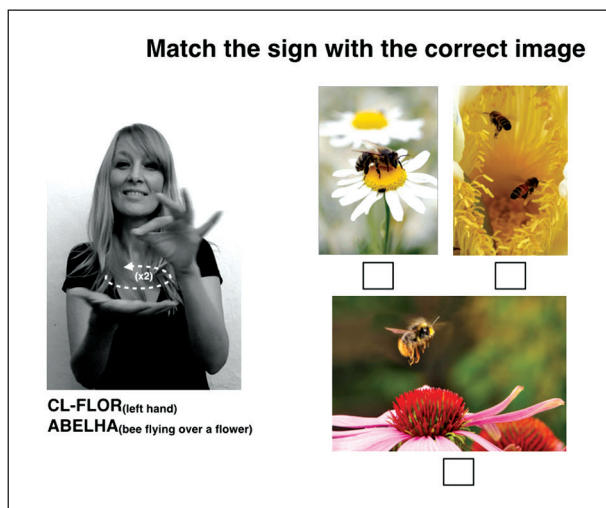 Match the sign with the correct image
(x2)
CL-FLOR(left hand)
ABELHA(bee flying over a flower)